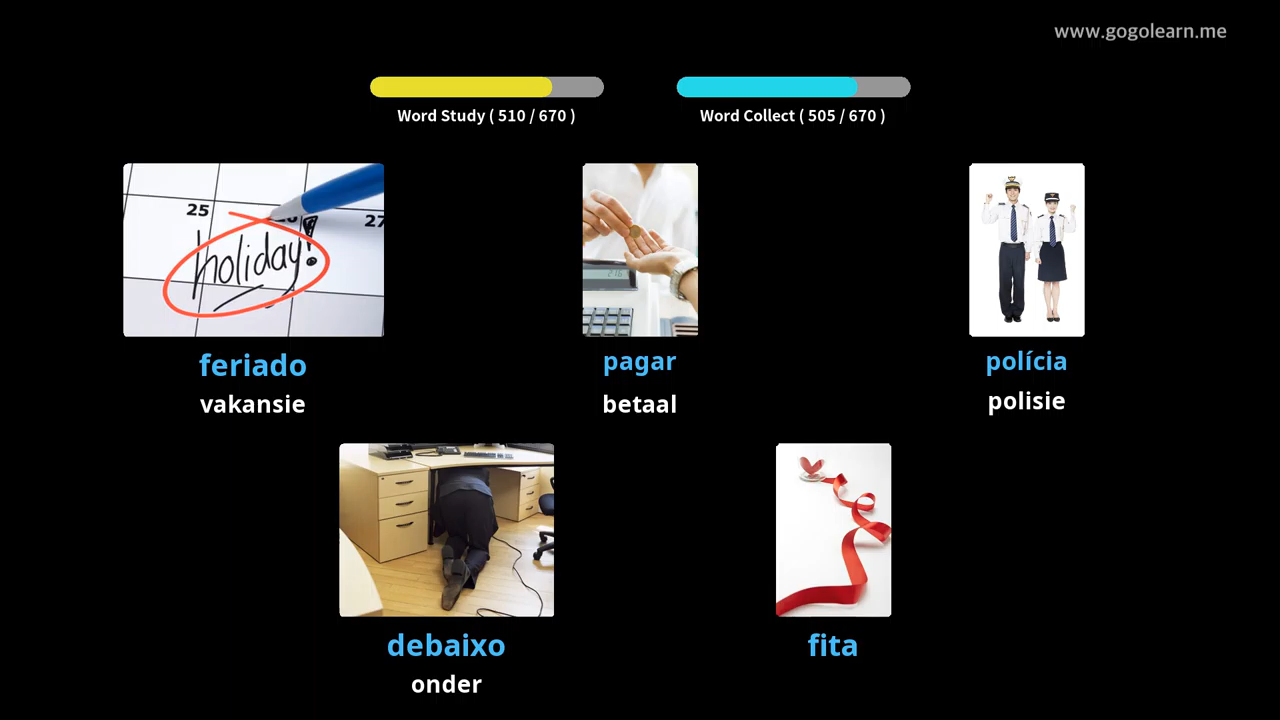 www.gogolearn.me
Word Study ( 510 / 670 )
Word Collect ( 505 / 670 )
25
27
holiday!
feriado
pagar
polícia
vakansie
betaal
polisie
debaixo
fita
onder